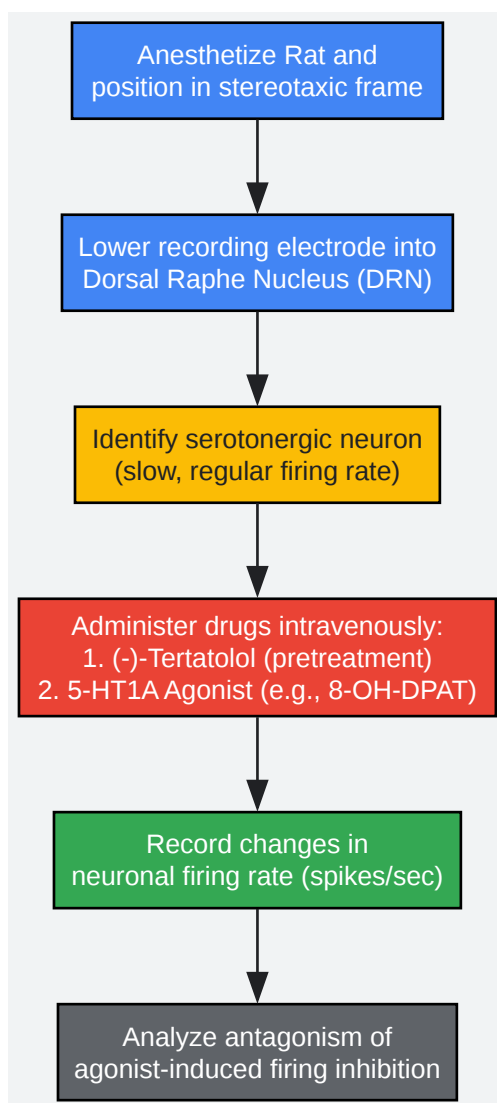 Anesthetize Rat and
position in stereotaxic frame
Lower recording electrode into
Dorsal Raphe Nucleus (DRN)
Identify serotonergic neuron
(slow, regular firing rate)
Administer drugs intravenously:
1. (-)-Tertatolol (pretreatment)
2. 5-HT1A Agonist (e.g., 8-OH-DPAT)
Record changes in
neuronal firing rate (spikes/sec)
Analyze antagonism of
agonist-induced firing inhibition